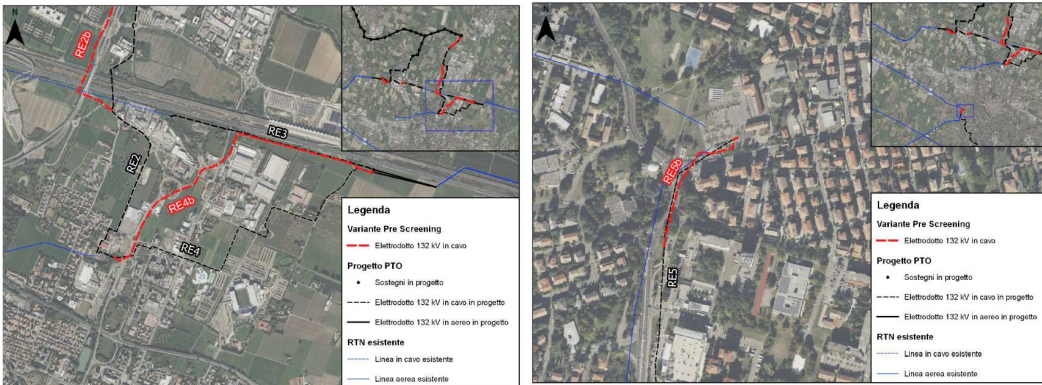 N
RE2b
RE2
RE3
RE4b
RE4
Legenda
Variante Pre Screening
Elettrodotto 132 kV in cavo
Progetto PTO
Sostegni in progetto
Elettrodotto 132 kV in cavo in progetto
Elettrodotto 132 kV in aereo in progetto
RTN esistente
Linea in cavo esistente
Linea aerea esistente
N
RE5b
RE5
Legenda
Variante Pre Screening
Elettrodotto 132 kV in cavo
Progetto PTO
Sostegni in progetto
Elettrodotto 132 kV in cavo in progetto
Elettrodotto 132 kV in aereo in progetto
RTN esistente
Linea in cavo esistente
Linea aerea esistente